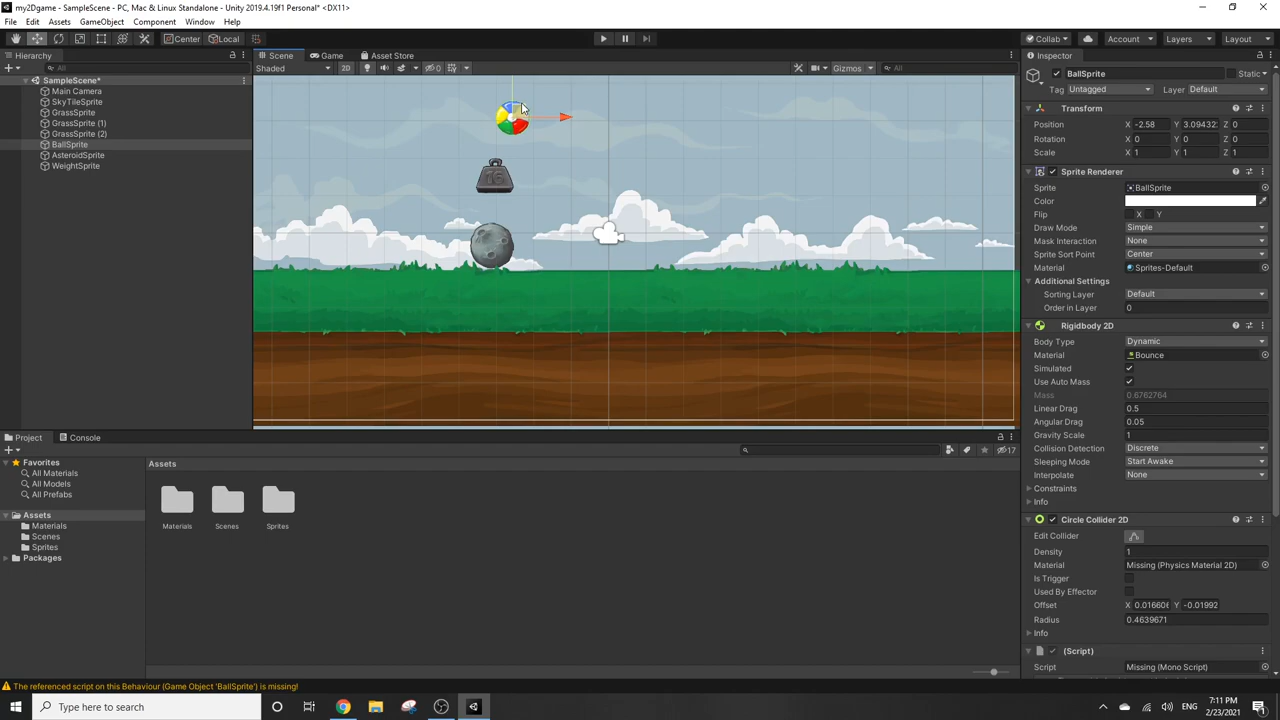 my2Dgame - SampleScene - PC, Mac & Linux Standalone - Unity 2019.4.19f1 Personal* <DX11>
File Edit Assets GameObject Component Window Help
Center Local Collab Account Layers Layout
Hierarchy
All
SampleScene*
Main Camera
SkyTileSprite
GrassSprite
GrassSprite (1)
GrassSprite (2)
BallSprite
AsteroidSprite
WeightSprite
Scene Game Asset Store
Shaded 2D 0 Gizmos All
16
Inspector
BallSprite Static
Tag Untagged Layer Default
Transform
Position X -2.58 Y 3.09432 Z 0
Rotation X 0 Y 0 Z 0
Scale X 1 Y 1 Z 1
Sprite Renderer
Sprite BallSprite
Color
Flip X Y
Draw Mode Simple
Mask Interaction None
Sprite Sort Point Center
Material Sprites-Default
Additional Settings
Sorting Layer Default
Order in Layer 0
Rigidbody 2D
Body Type Dynamic
Material Bounce
Simulated
Use Auto Mass
Mass 0.6762764
Linear Drag 0.5
Angular Drag 0.05
Gravity Scale 1
Collision Detection Discrete
Sleeping Mode Start Awake
Interpolate None
Constraints
Info
Circle Collider 2D
Edit Collider
Density 1
Material Missing (Physics Material 2D)
Is Trigger
Used By Effector
Offset X 0.01660 Y -0.01992
Radius 0.4639671
Info
(Script)
Script Missing (Mono Script)
Project Console
17
Favorites
All Materials
All Models
All Prefabs
Assets
Materials
Scenes
Sprites
Packages
Assets
Materials Scenes Sprites
The referenced script on this Behaviour (Game Object 'BallSprite') is missing!
Type here to search
ENG
7:11 PM
2/23/2021
1